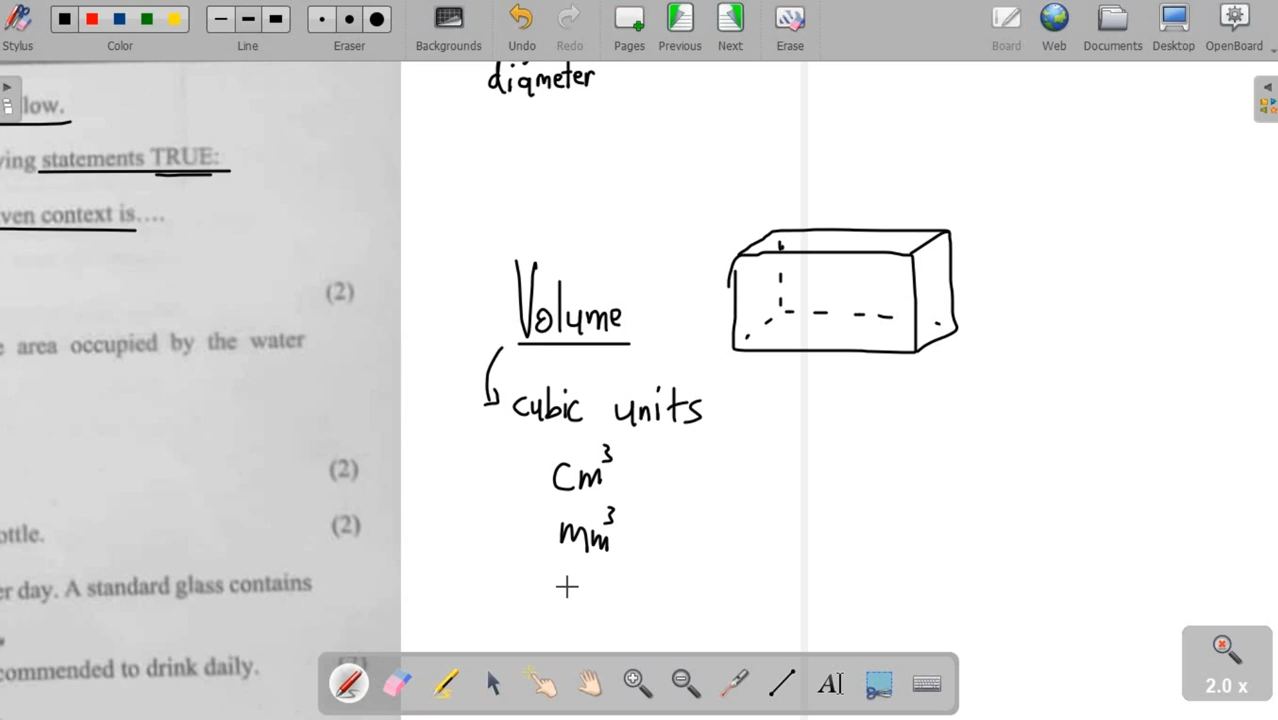 Stylus
Color
Line
Eraser
Backgrounds
Undo
Redo
Pages
Previous
Next
Erase
Board
Web
Documents
Desktop
OpenBoard
diameter
low.
ying statements TRUE:
ven context is....
(2)
e area occupied by the water
(2)
ottle. (2)
er day. A standard glass contains
commended to drink daily.
Volume
cubic units
Cm³
mm³
2.0 x